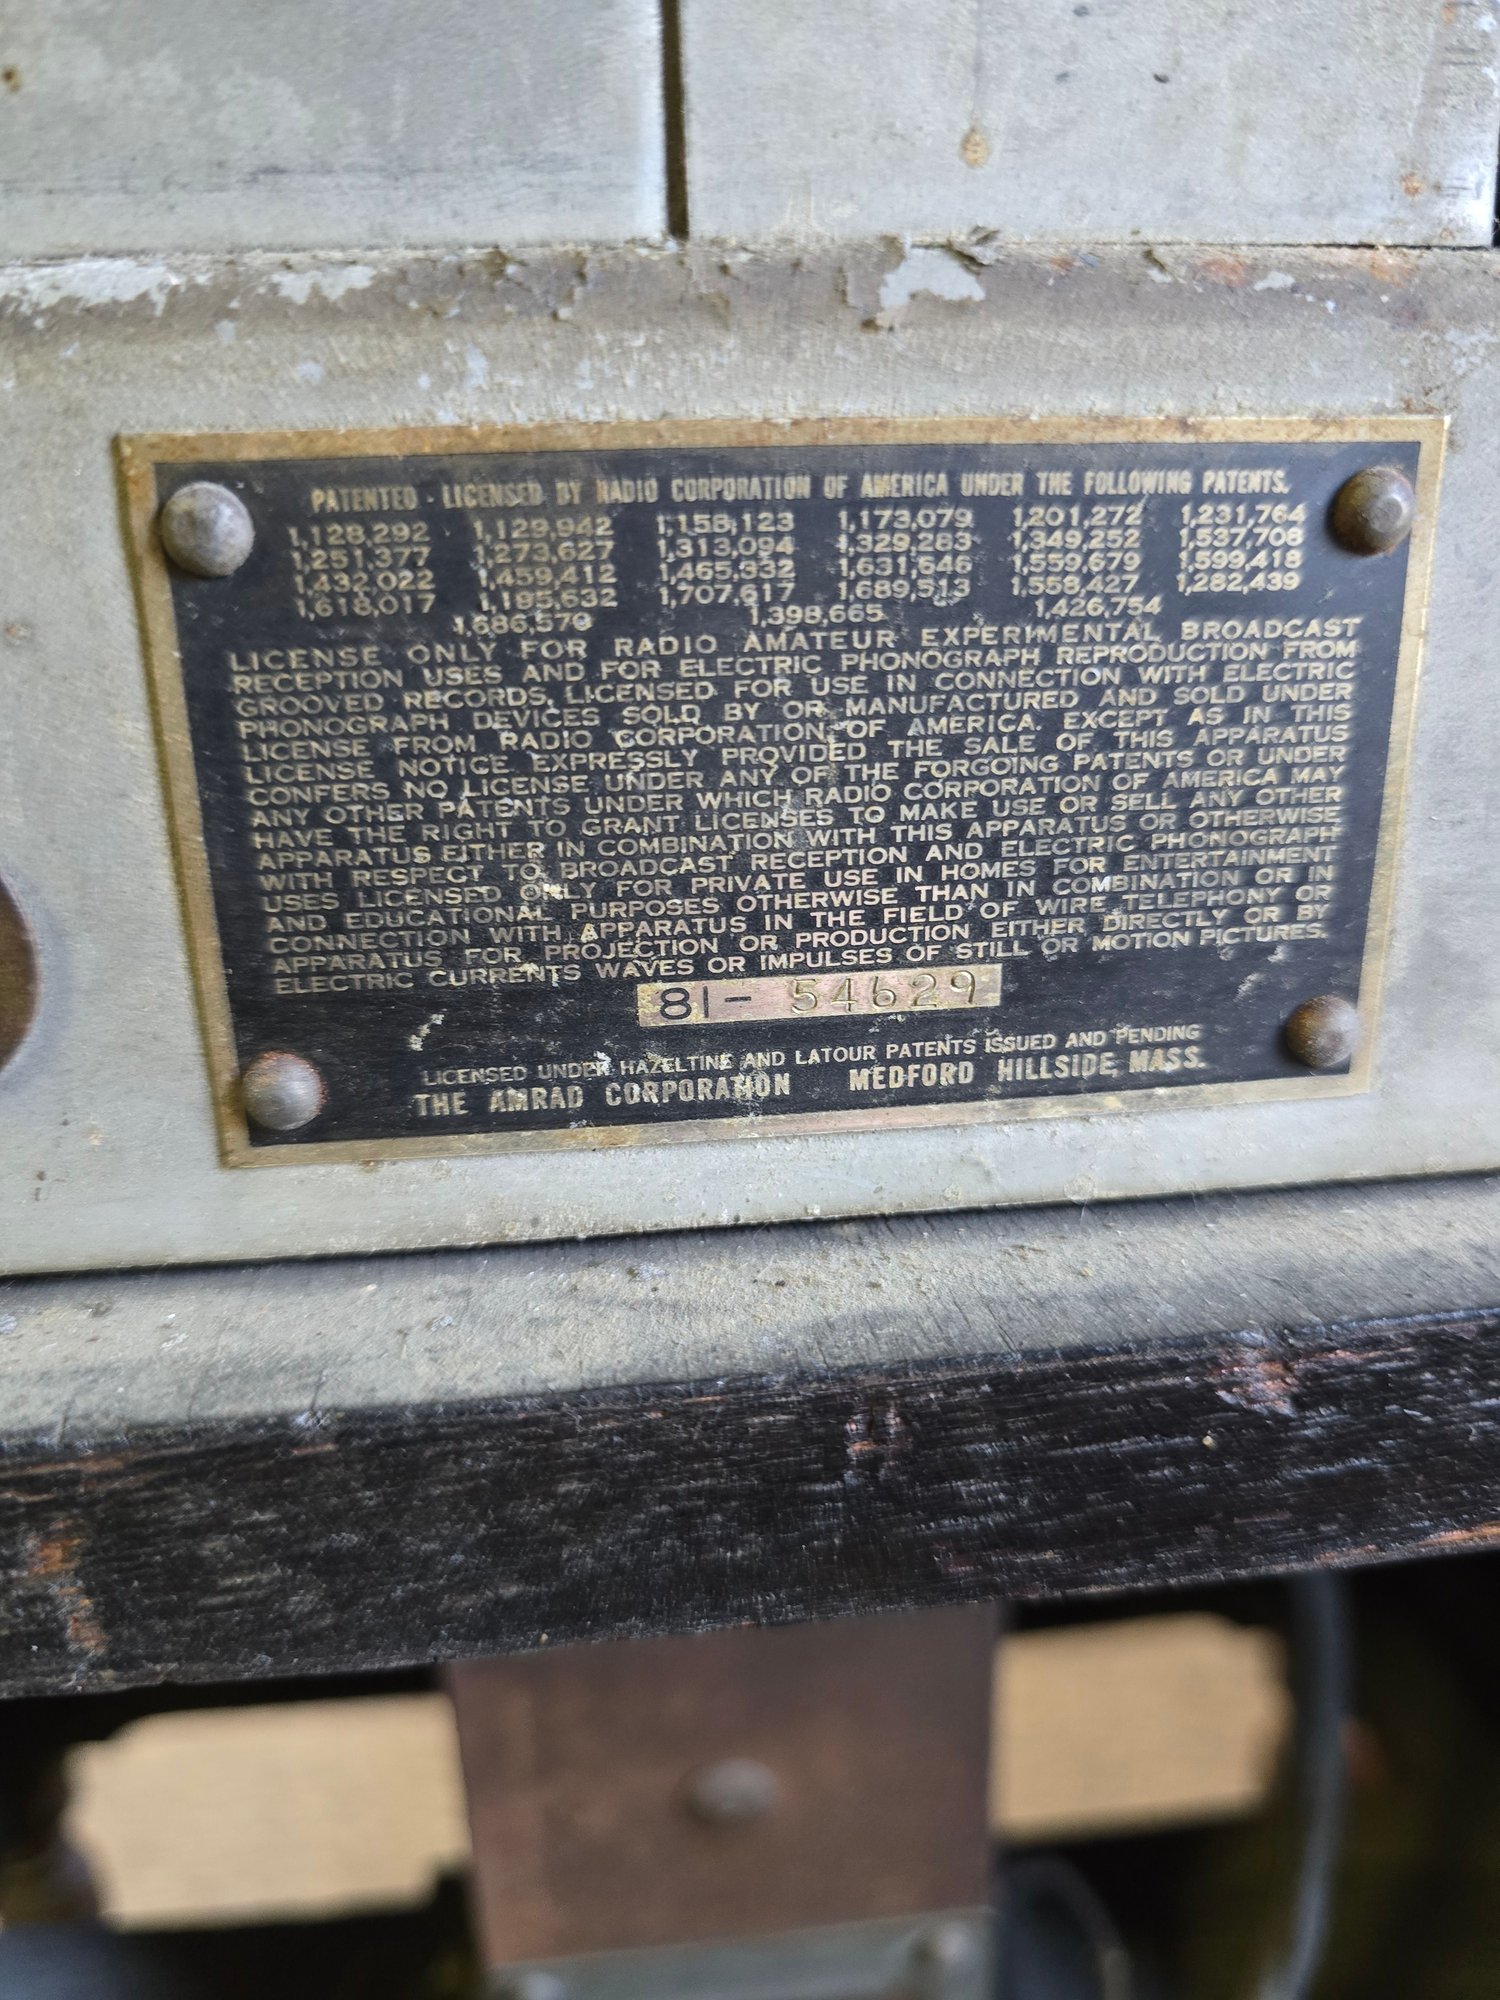 PATENTED - LICENSED BY RADIO CORPORATION OF AMERICA UNDER THE FOLLOWING PATENTS.
1,128,292 1,129,942 1,158,123 1,173,079 1,201,272 1,231,764
1,251,377 1,273,627 1,313,094 1,329,283 1,349,252 1,537,708
1,432,022 1,459,412 1,465,332 1,631,646 1,559,679 1,599,418
1,618,017 1,195,632 1,707,617 1,689,513 1,558,427 1,282,439
1,686,579 1,398,665 1,426,754
LICENSE ONLY FOR RADIO AMATEUR EXPERIMENTAL BROADCAST
RECEPTION USES AND FOR ELECTRIC PHONOGRAPH REPRODUCTION FROM
GROOVED RECORDS, LICENSED FOR USE IN CONNECTION WITH ELECTRIC
PHONOGRAPH DEVICES SOLD BY OR MANUFACTURED AND SOLD UNDER
LICENSE FROM RADIO CORPORATION OF AMERICA, EXCEPT AS IN THIS
LICENSE NOTICE EXPRESSLY PROVIDED THE SALE OF THIS APPARATUS
CONFERS NO LICENSE UNDER ANY OF THE FORGOING PATENTS OR UNDER
ANY OTHER PATENTS UNDER WHICH RADIO CORPORATION OF AMERICA MAY
HAVE THE RIGHT TO GRANT LICENSES TO MAKE USE OR SELL ANY OTHER
APPARATUS EITHER IN COMBINATION WITH THIS APPARATUS OR OTHERWISE
WITH RESPECT TO BROADCAST RECEPTION AND ELECTRIC PHONOGRAPH
USES LICENSED ONLY FOR PRIVATE USE IN HOMES FOR ENTERTAINMENT
AND EDUCATIONAL PURPOSES OTHERWISE THAN IN COMBINATION OR IN
CONNECTION WITH APPARATUS IN THE FIELD OF WIRE TELEPHONY OR
APPARATUS FOR PROJECTION OR PRODUCTION EITHER DIRECTLY OR BY
ELECTRIC CURRENTS WAVES OR IMPULSES OF STILL OR MOTION PICTURES.
81- 54629
LICENSED UNDER HAZELTINE AND LATOUR PATENTS ISSUED AND PENDING
THE AMRAD CORPORATION MEDFORD HILLSIDE, MASS.